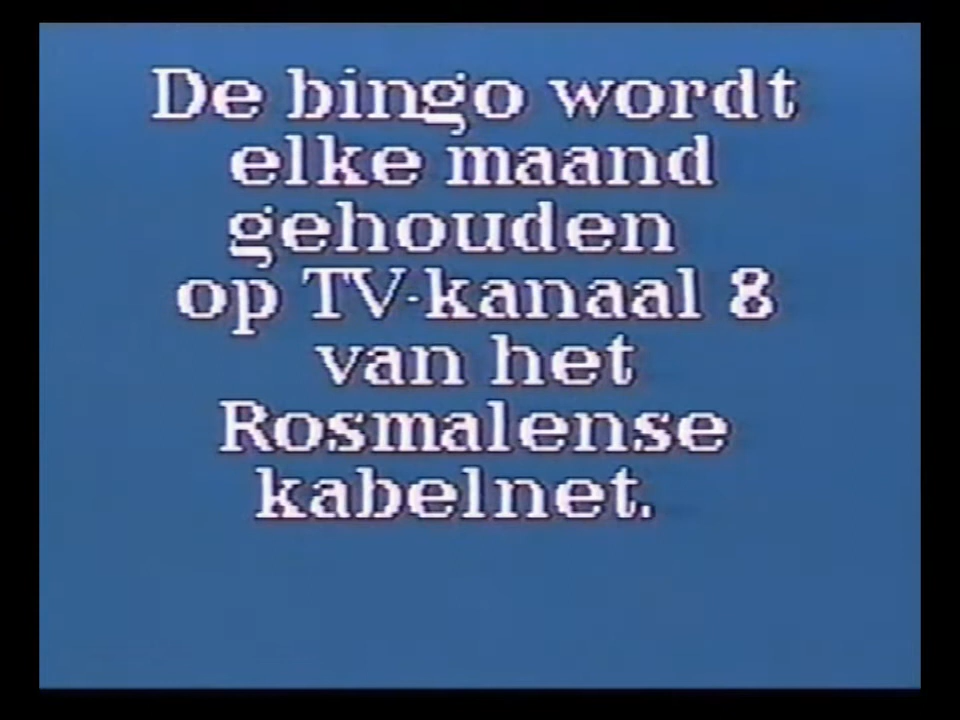 De bingo wordt
elke maand
gehouden
op TV-kanaal 8
van het
Rosmalense
kabelnet.